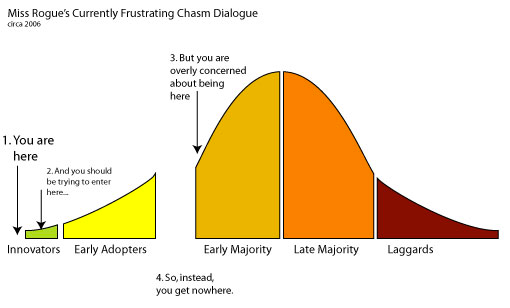 Miss Rogue's Currently Frustrating Chasm Dialogue
circa 2006
3. But you are
overly concerned
about being
here
1. You are
here
2. And you should
be trying to enter
here...
Innovators
Early Adopters
Early Majority
Late Majority
Laggards
4. So, instead,
you get nowhere.